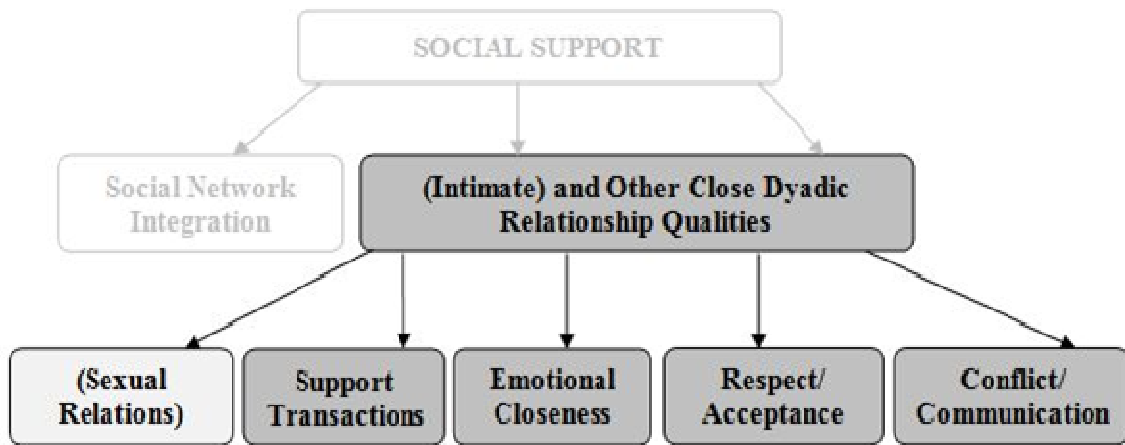 SOCIAL SUPPORT
Social Network
Integration
(Intimate) and Other Close Dyadic
Relationship Qualities
(Sexual
Relations)
Support
Transactions
Emotional
Closeness
Respect/
Acceptance
Conflict/
Communication